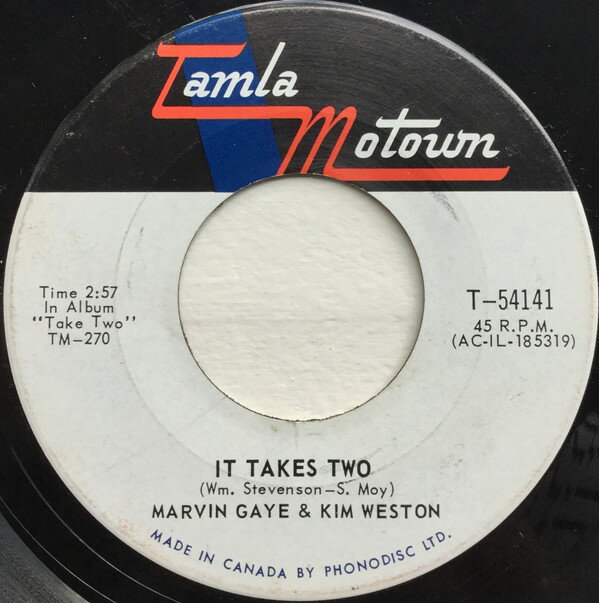 Tamla
Motown
Time 2:57
In Album
"Take Two"
TM-270
T-54141
45 R.P.M.
(AC-IL-185319)
IT TAKES TWO
(Wm. Stevenson-S. Moy)
MARVIN GAYE & KIM WESTON
MADE IN CANADA BY PHONODISC LTD.